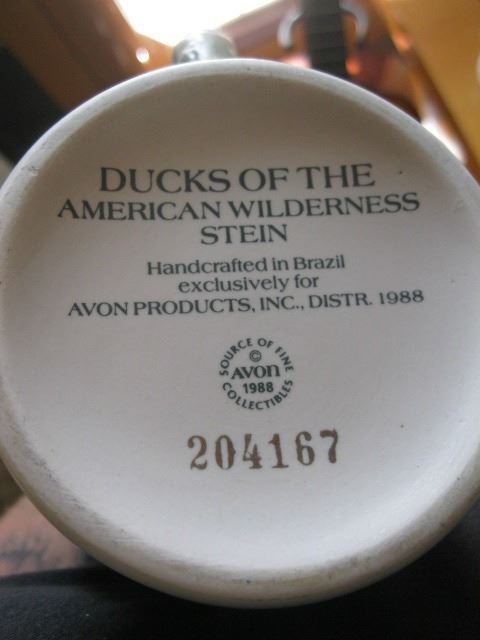 DUCKS OF THE
AMERICAN WILDERNESS
STEIN
Handcrafted in Brazil
exclusively for
AVON PRODUCTS, INC., DISTR. 1988
SOURCE OF FINE
©
AVON
1988
COLLECTIBLES
204167